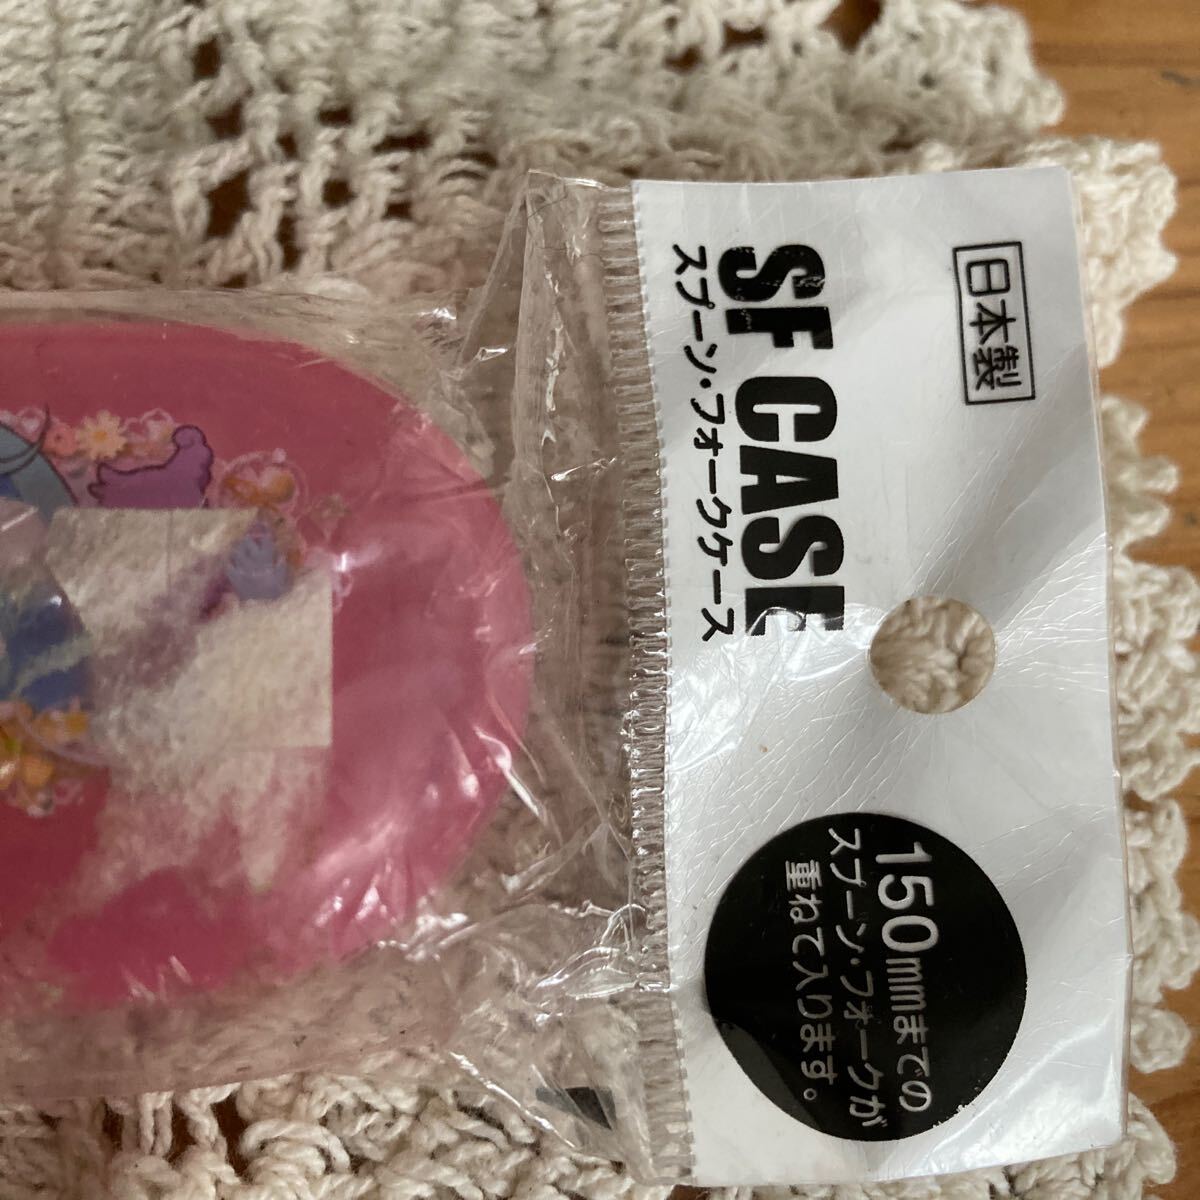 日本製
SF CASE
スプーン・フォークケース
150mmまでの
スプーン・フォークが
重ねて入ります。